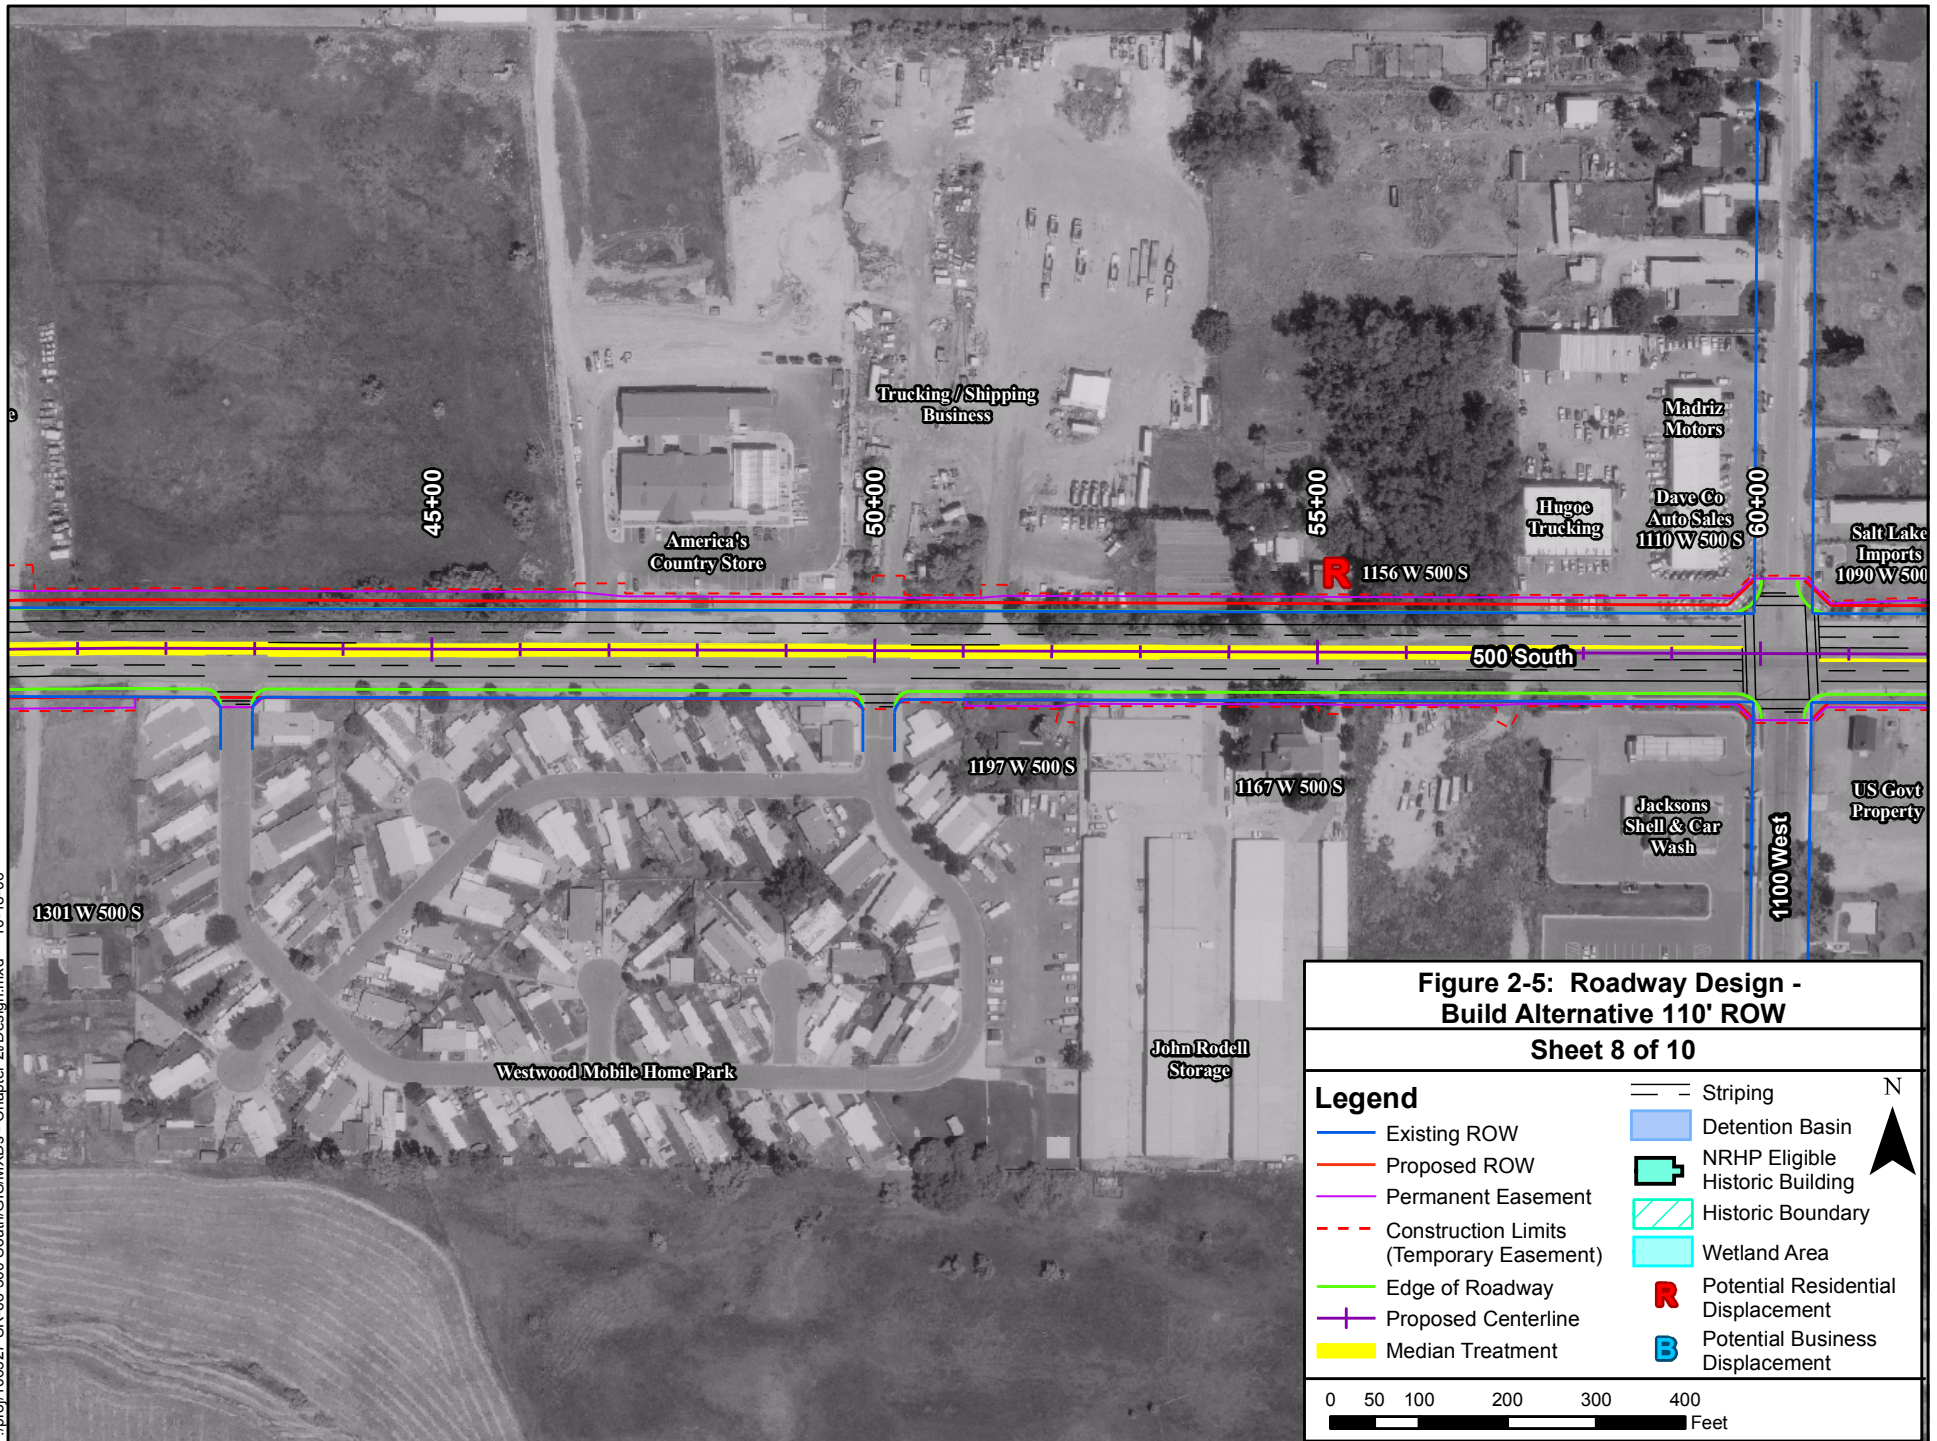 Trucking / Shipping
Business
Madriz
Motors
45+00
50+00
55+00
60+00
America's
Country Store
Hugoe
Trucking
Dave Co
Auto Sales
1110 W 500 S
Salt Lake
Imports
1090 W 500
R
1156 W 500 S
500 South
1197 W 500 S
1167 W 500 S
Jacksons
Shell & Car
Wash
US Govt
Property
1100 West
1301 W 500 S
Westwood Mobile Home Park
John Rodell
Storage
Figure 2-5: Roadway Design -
Build Alternative 110' ROW
Sheet 8 of 10
Legend
Existing ROW
Proposed ROW
Permanent Easement
Construction Limits
(Temporary Easement)
Edge of Roadway
Proposed Centerline
Median Treatment
Striping
Detention Basin
NRHP Eligible
Historic Building
Historic Boundary
Wetland Area
R Potential Residential
Displacement
B Potential Business
Displacement
N
0 50 100 200 300 400
Feet